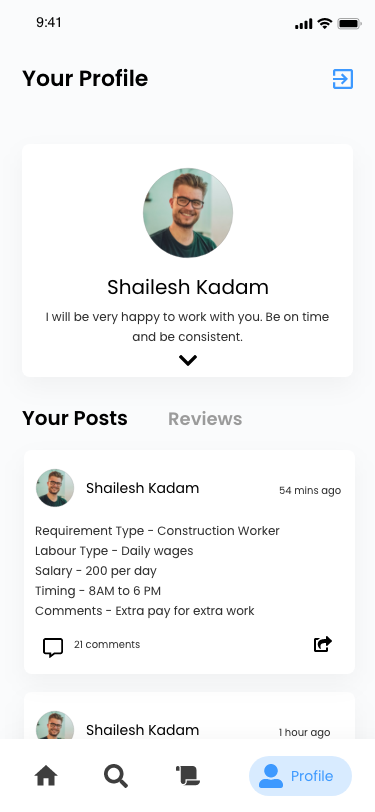 9:41
Your Profile
Shailesh Kadam
I will be very happy to work with you. Be on time
and be consistent.
Your Posts Reviews
Shailesh Kadam 54 mins ago
Requirement Type - Construction Worker
Labour Type - Daily wages
Salary - 200 per day
Timing - 8AM to 6 PM
Comments - Extra pay for extra work
21 comments
Shailesh Kadam 1 hour ago
Profile